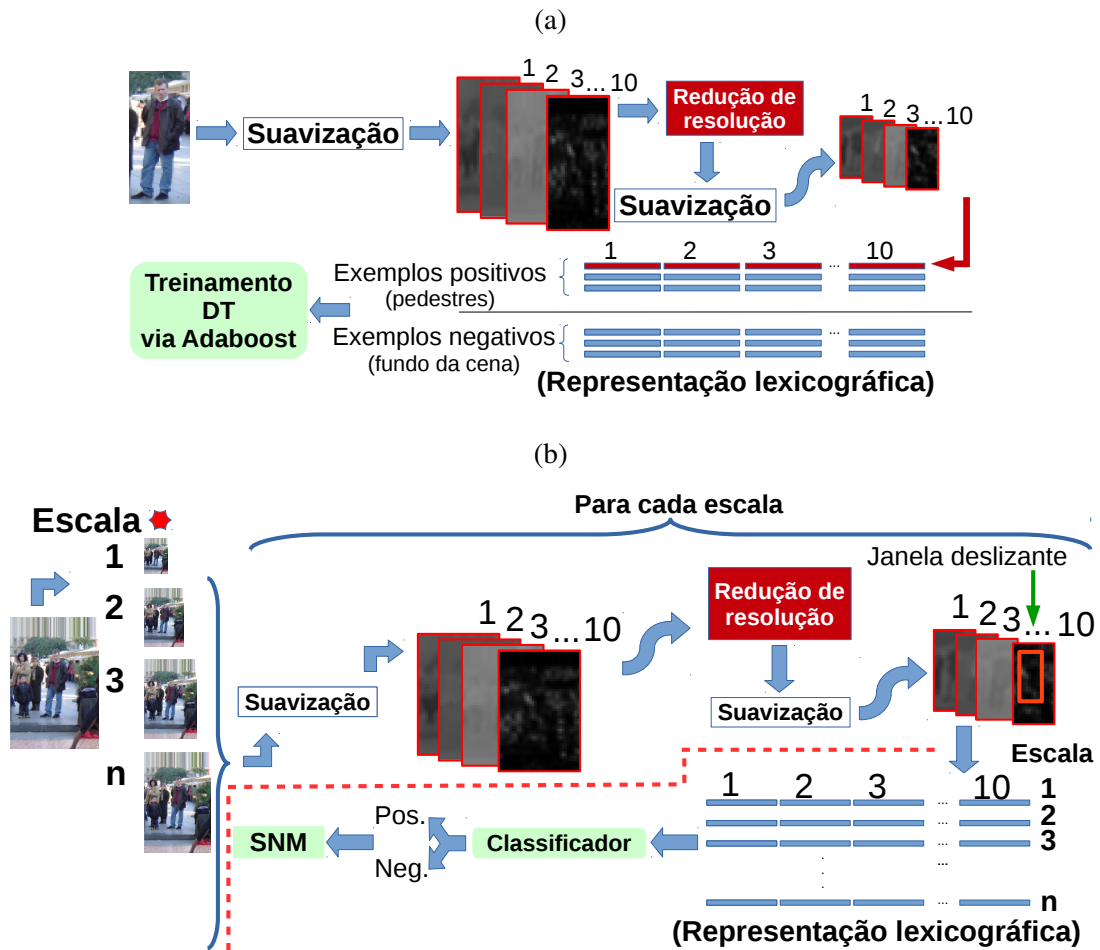 (a)
1 2 3... 10
Redução de
resolução
1 2 3 ... 10
Suavização
Suavização
1 2 3 ... 10
Exemplos positivos
(pedestres)
Treinamento
DT
via Adaboost
Exemplos negativos
...
(fundo da cena)
(Representação lexicográfica)
(b)
Para cada escala
Escala
1
2
3
n
Janela deslizante
Redução de
resolução
1 2 3 ... 10
1 2 3 ... 10
Suavização
Suavização
Escala
1 2 3 10 1
... 2
... 3
... ...
Pos.
SNM
Classificador
Neg.
... n
(Representação lexicográfica)